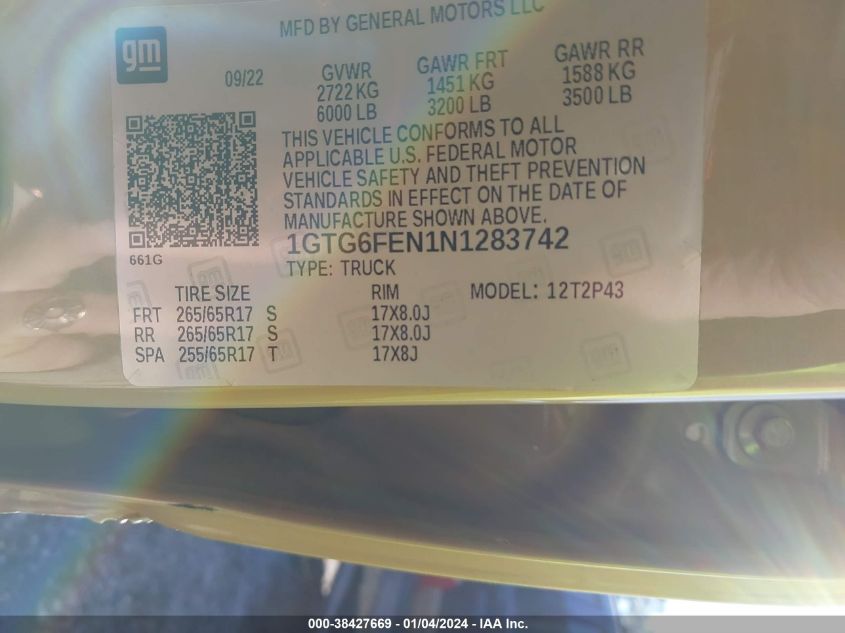 MFD BY GENERAL MOTORS LLC
gm
09/22 GVWR GAWR FRT GAWR RR
2722 KG 1451 KG 1588 KG
6000 LB 3200 LB 3500 LB
THIS VEHICLE CONFORMS TO ALL
APPLICABLE U.S. FEDERAL MOTOR
VEHICLE SAFETY AND THEFT PREVENTION
STANDARDS IN EFFECT ON THE DATE OF
MANUFACTURE SHOWN ABOVE.
1GTG6FEN1N1283742
661G
TYPE: TRUCK
TIRE SIZE RIM MODEL: 12T2P43
FRT 265/65R17 S 17X8.0J
RR 265/65R17 S 17X8.0J
SPA 255/65R17 T 17X8J
000-38427669 - 01/04/2024 - IAA Inc.